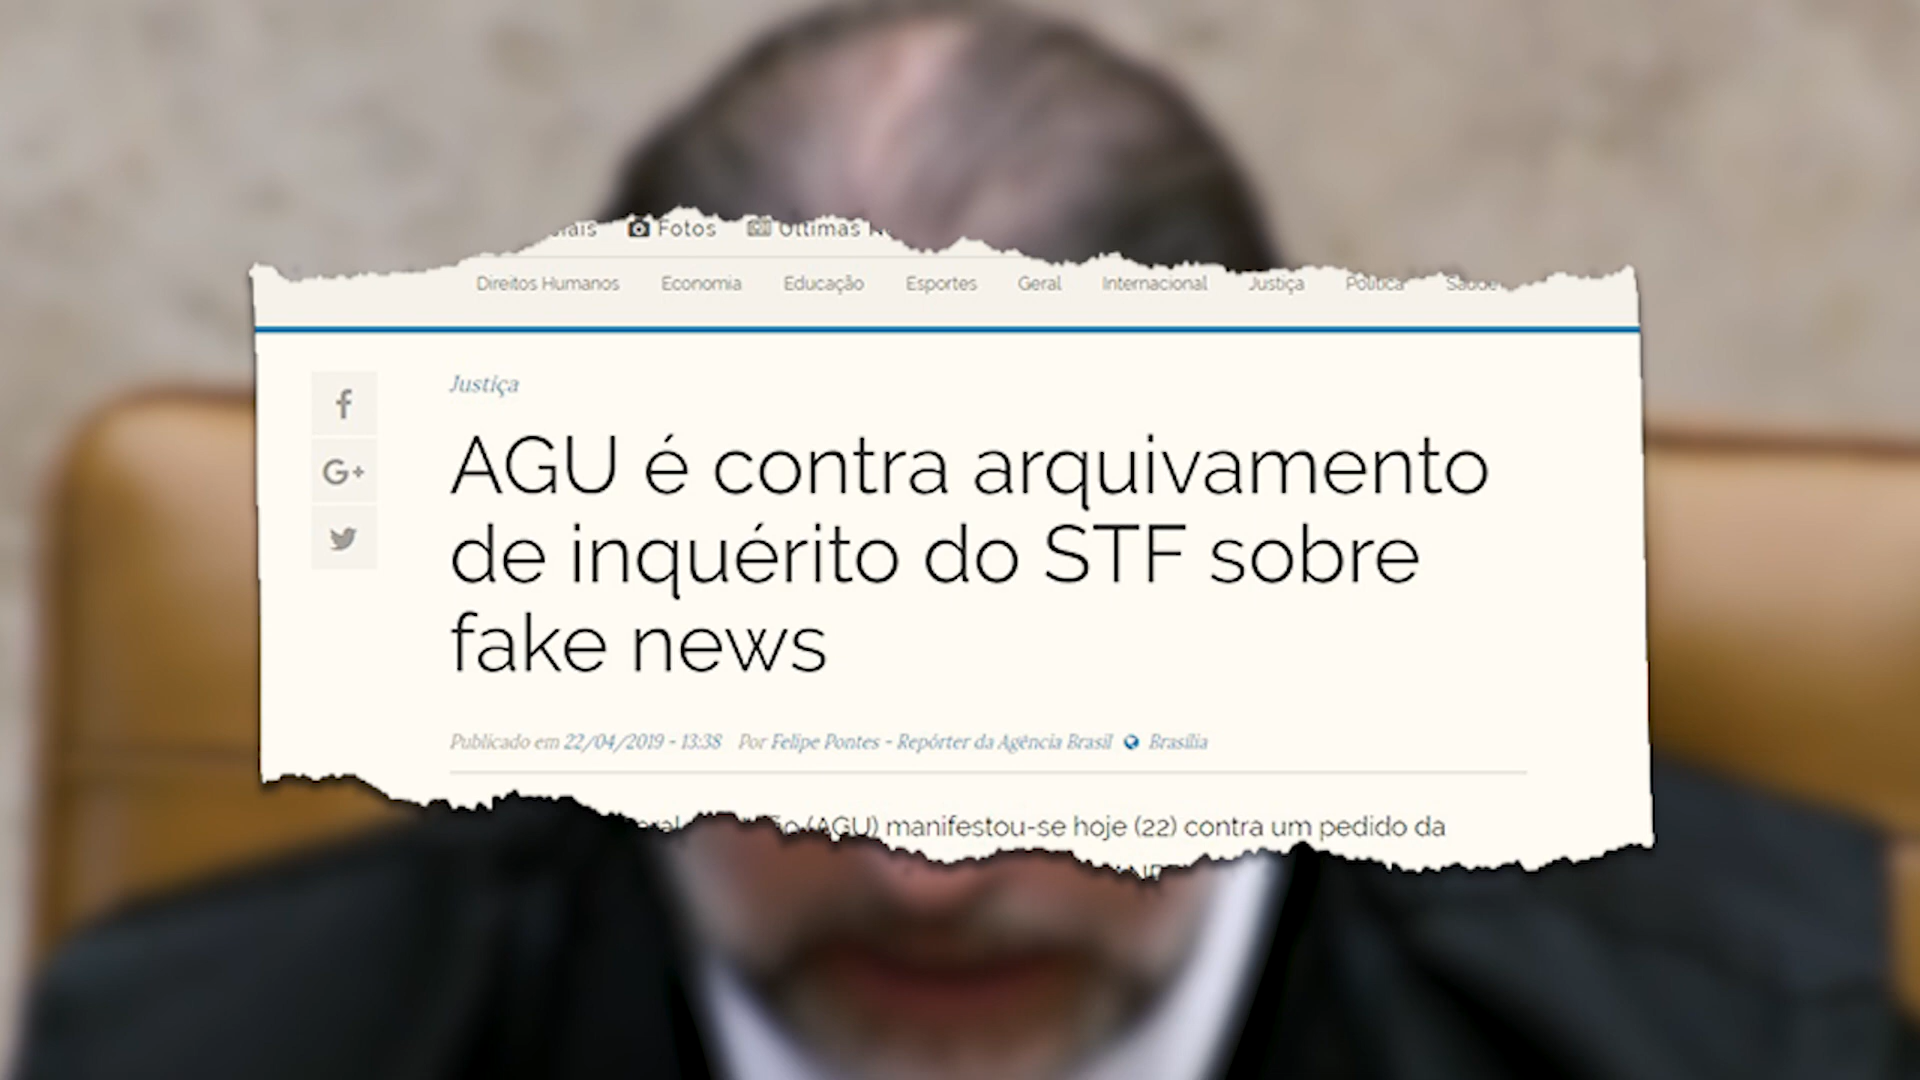 Fotos
Direitos Humanos Economia Educação Esportes Geral Internacional Justiça Política
Justiça
f
G+
AGU é contra arquivamento
de inquérito do STF sobre
fake news
Publicado em 22/04/2019 - 13:38 Por Felipe Pontes - Repórter da Agência Brasil Brasília
(AGU) manifestou-se hoje (22) contra um pedido da